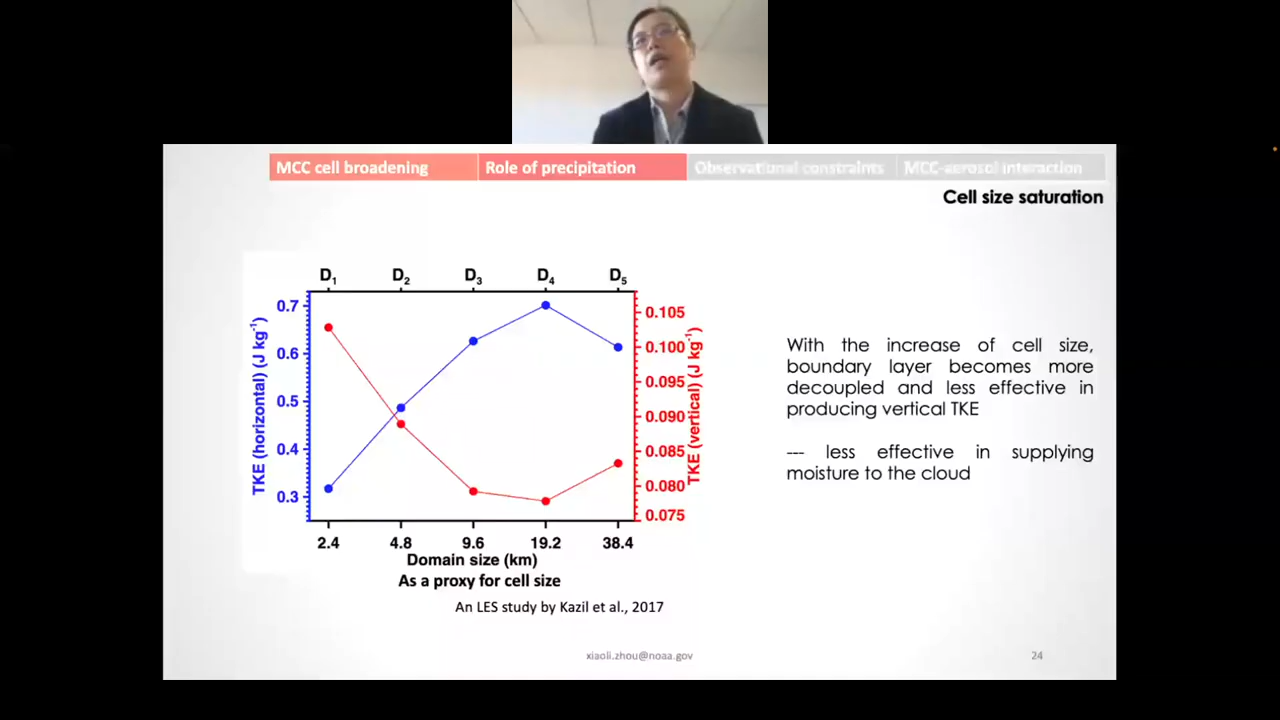 MCC cell broadening
Role of precipitation
Observational constraints
MCC-aerosol interaction
Cell size saturation
D1 D2 D3 D4 D5
0.7
0.6
0.5
0.4
0.3
TKE (horizontal) (J kg-1)
0.105
0.100
0.095
0.090
0.085
0.080
0.075
TKE (vertical) (J kg-1)
2.4 4.8 9.6 19.2 38.4
Domain size (km)
As a proxy for cell size
An LES study by Kazil et al., 2017
With the increase of cell size,
boundary layer becomes more
decoupled and less effective in
producing vertical TKE
--- less effective in supplying
moisture to the cloud
xiaoli.zhou@noaa.gov
24